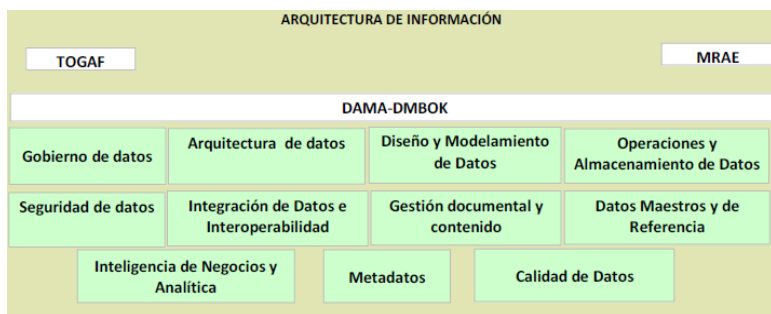 ARQUITECTURA DE INFORMACIÓN
TOGAF
MRAE
DAMA-DMBOK
Gobierno de datos
Arquitectura de datos
Diseño y Modelamiento
de Datos
Operaciones y
Almacenamiento de Datos
Seguridad de datos
Integración de Datos e
Interoperabilidad
Gestión documental y
contenido
Datos Maestros y de
Referencia
Inteligencia de Negocios y
Analítica
Metadatos
Calidad de Datos